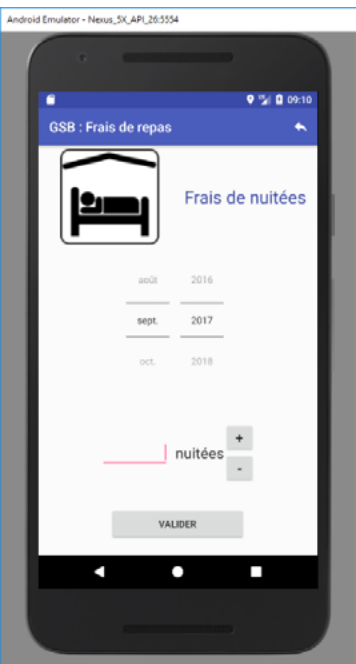 Android Emulator - Nexus_5X_API_26:5554
09:10
GSB : Frais de repas
Frais de nuitées
août 2016
sept. 2017
oct. 2018
nuitées
+
-
VALIDER